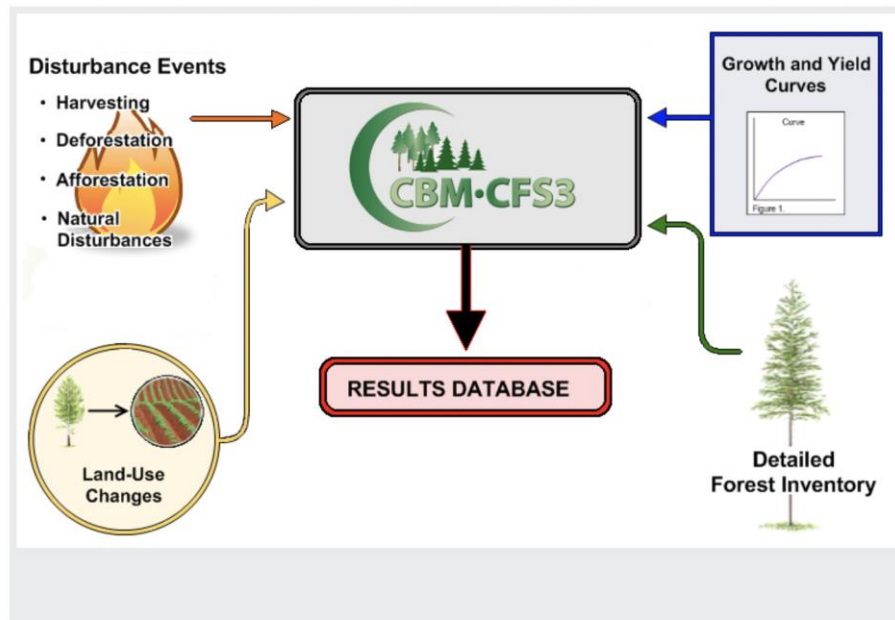 Disturbance Events
• Harvesting
• Deforestation
• Afforestation
• Natural
Disturbances
CBM·CFS3
Growth and Yield
Curves
Curve
Figure 1.
RESULTS DATABASE
Land-Use
Changes
Detailed
Forest Inventory